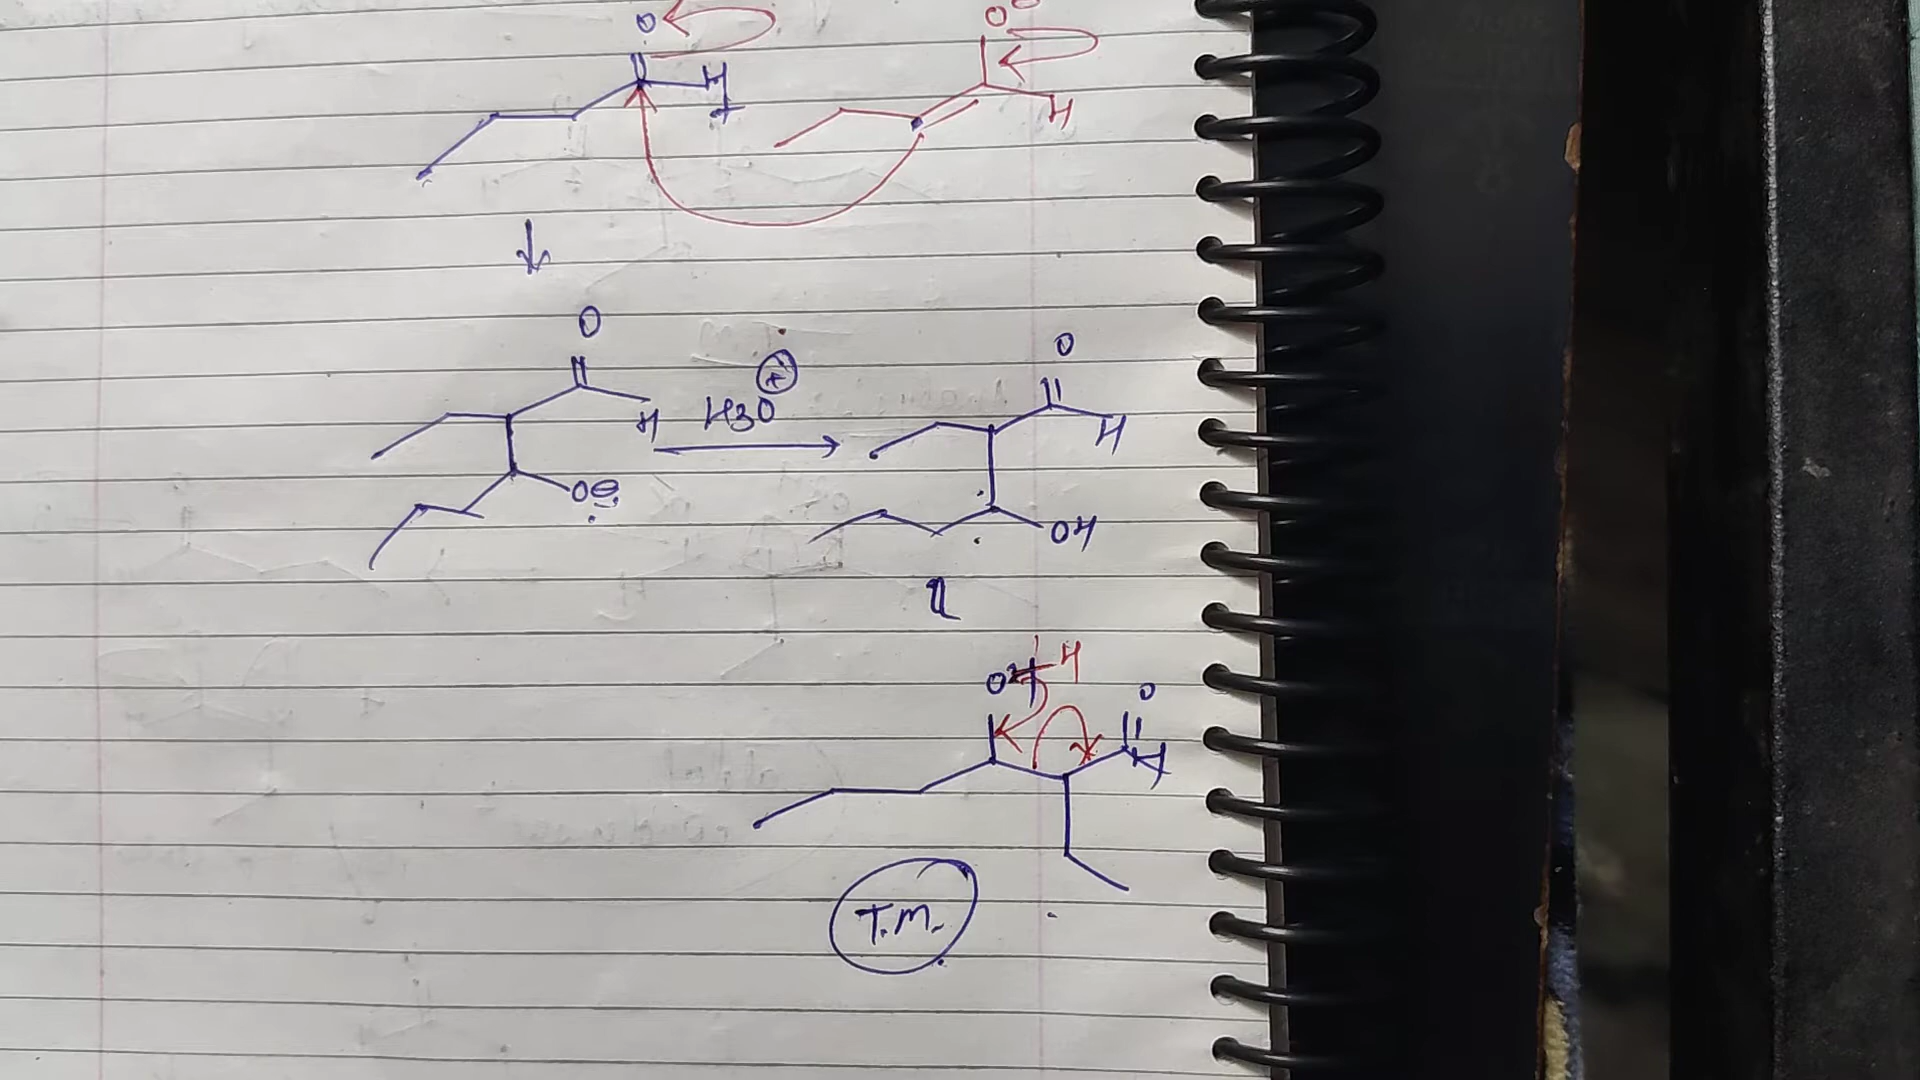 O O⊖
H + H
↓
O O
H H₃O⊕ → H
O⊖ OH
OH H O
H
T.M.